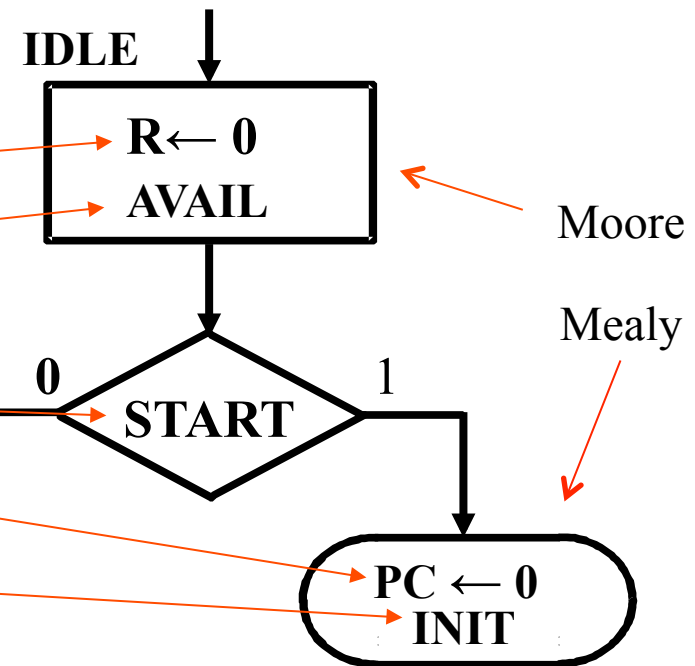 IDLE
R← 0
AVAIL
Moore
Mealy
0
1
START
PC ← 0
INIT